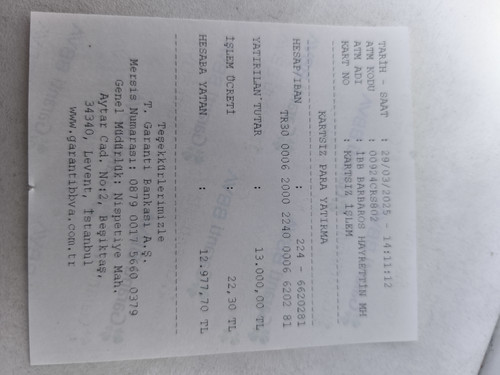 TARİH - SAAT : 29/03/2025 - 14:11:12
ATM KODU : 00924CRS802
ATM ADI : İBB BARBAROS HAYRETTİN MH
KART NO : KARTSIZ İŞLEM
KARTSIZ PARA YATIRMA
HESAP/IBAN : 224 - 6620281
TR30 0006 2000 2240 0006 6202 81
YATIRILAN TUTAR : 13.000,00 TL
İŞLEM ÜCRETİ : 22,30 TL
HESABA YATAN : 12.977,70 TL
Teşekkürlerimizle
T. Garanti Bankası A.Ş.
Mersis Numarası: 0879 0017 5660 0379
Genel Müdürlük: Nispetiye Mah.
Aytar Cad. No:2, Beşiktaş,
34340, Levent, İstanbul
www.garantibbva.com.tr